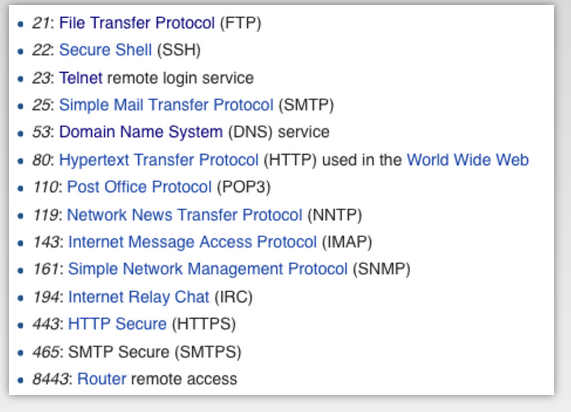 21: File Transfer Protocol (FTP)
22: Secure Shell (SSH)
23: Telnet remote login service
25: Simple Mail Transfer Protocol (SMTP)
53: Domain Name System (DNS) service
80: Hypertext Transfer Protocol (HTTP) used in the World Wide Web
110: Post Office Protocol (POP3)
119: Network News Transfer Protocol (NNTP)
143: Internet Message Access Protocol (IMAP)
161: Simple Network Management Protocol (SNMP)
194: Internet Relay Chat (IRC)
443: HTTP Secure (HTTPS)
465: SMTP Secure (SMTPS)
8443: Router remote access